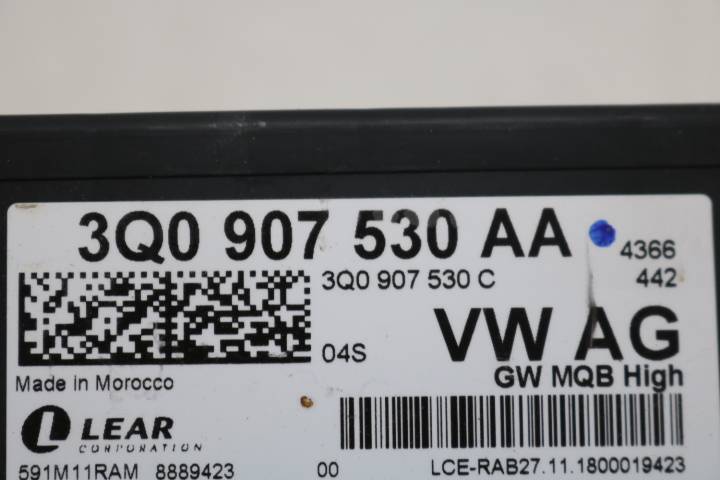 3Q0 907 530 AA
4366
3Q0 907 530 C
442
04S
VW AG
GW MQB High
Made in Morocco
LEAR
CORPORATION
591M11RAM 8889423 00 LCE-RAB27.11.1800019423